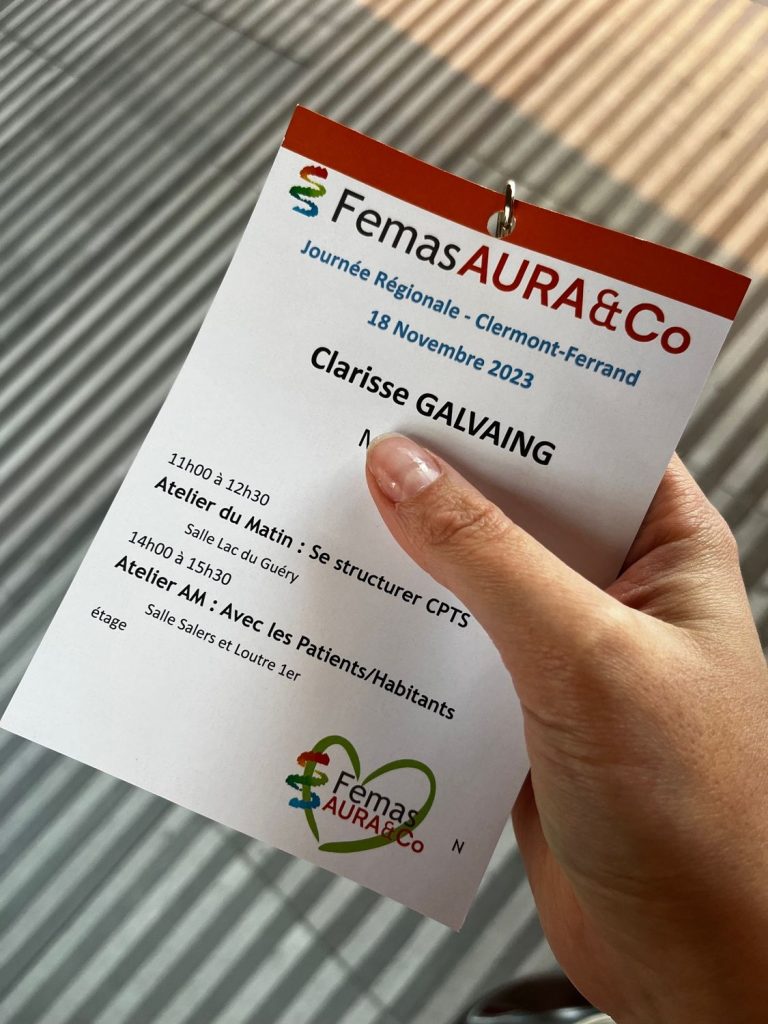 Femas AURA&Co
Journée Régionale - Clermont-Ferrand
18 Novembre 2023
Clarisse GALVAING
11h00 à 12h30
Atelier du Matin : Se structurer CPTS
Salle Lac du Guéry
14h00 à 15h30
Atelier AM : Avec les Patients/Habitants
Salle Salers et Loutre 1er
étage
Femas
AURA&Co
N